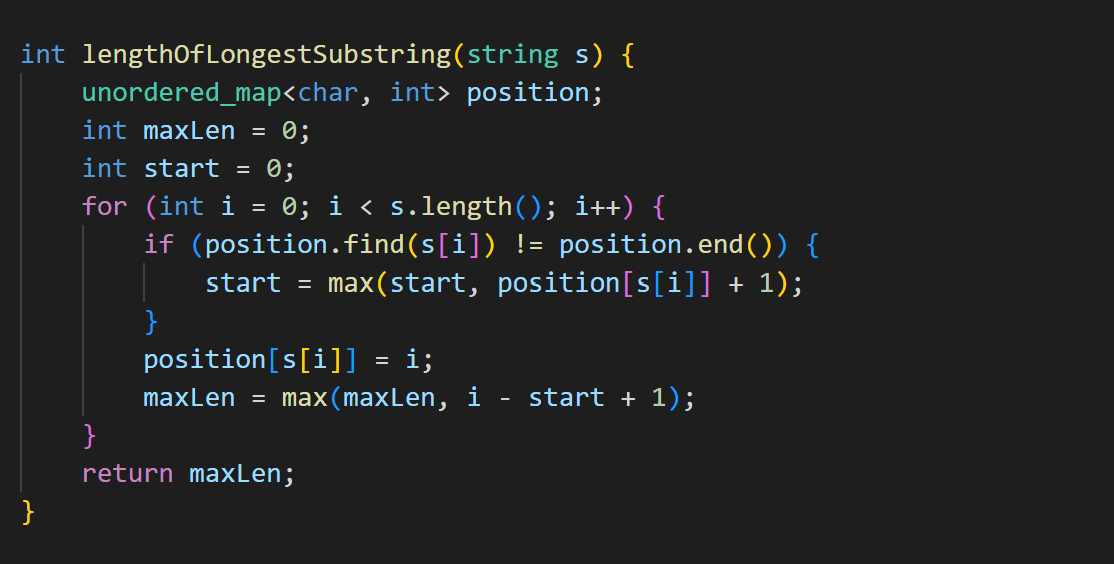 int lengthOfLongestSubstring(string s) {
    unordered_map<char, int> position;
    int maxLen = 0;
    int start = 0;
    for (int i = 0; i < s.length(); i++) {
        if (position.find(s[i]) != position.end()) {
            start = max(start, position[s[i]] + 1);
        }
        position[s[i]] = i;
        maxLen = max(maxLen, i - start + 1);
    }
    return maxLen;
}